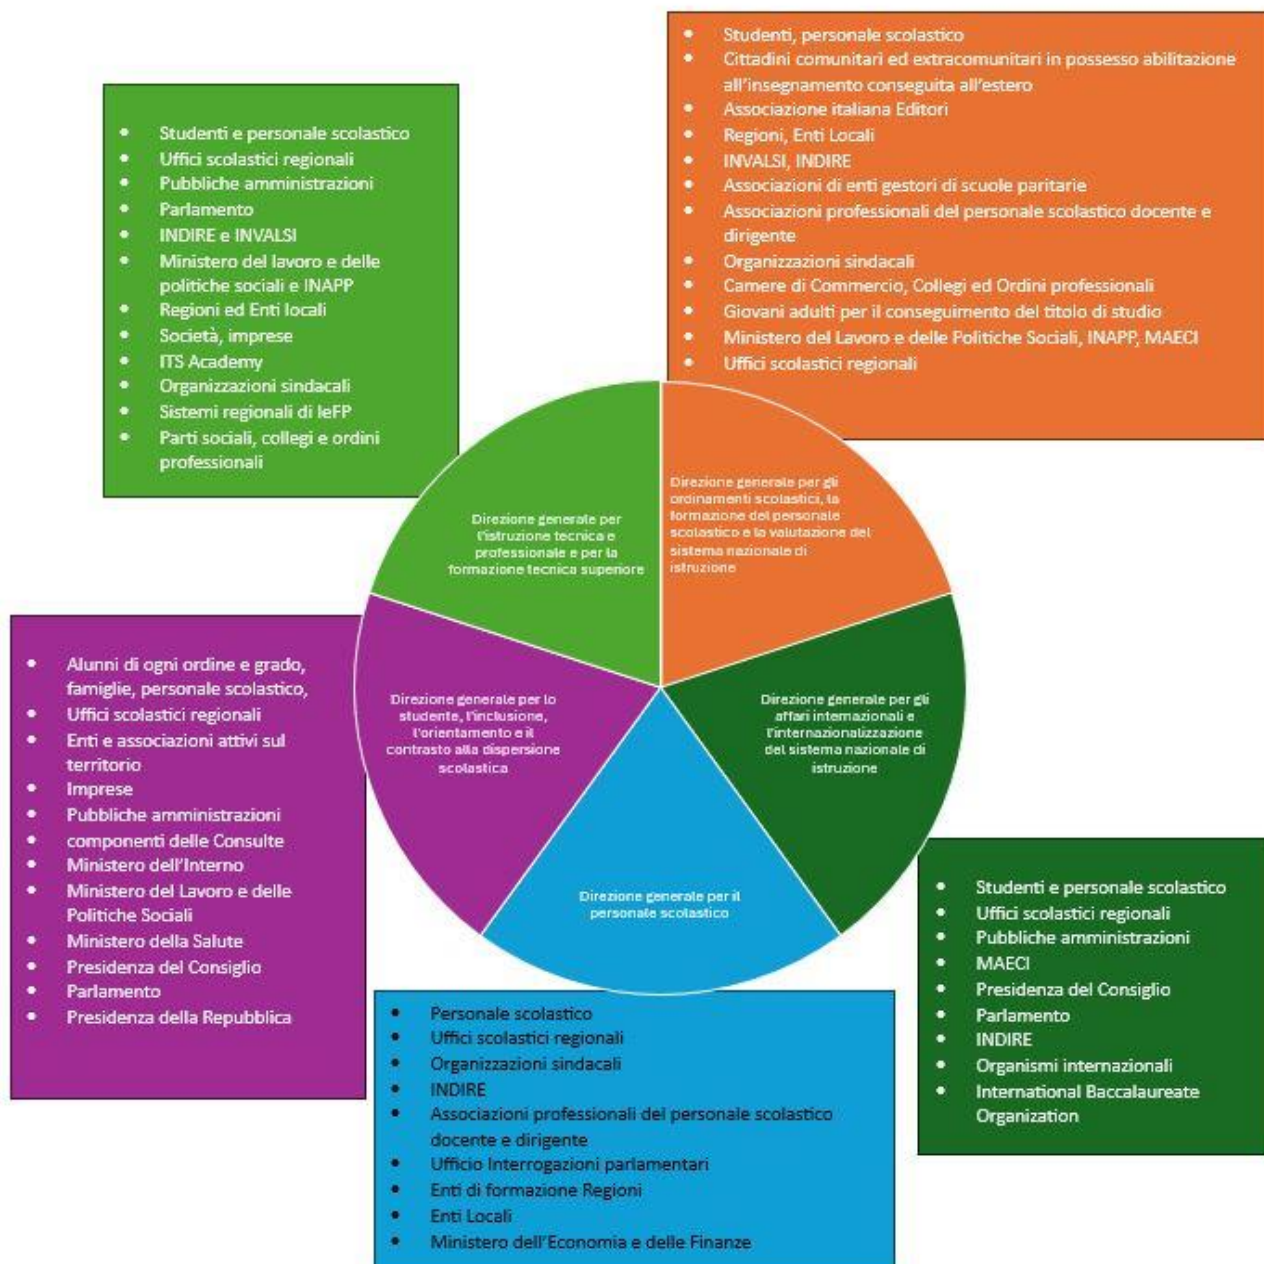 • Studenti, personale scolastico
• Cittadini comunitari ed extracomunitari in possesso abilitazione
all'insegnamento conseguita all'estero
• Associazione italiana Editori
• Regioni, Enti Locali
• INVALSI, INDIRE
• Associazioni di enti gestori di scuole paritarie
• Associazioni professionali del personale scolastico docente e
dirigente
• Organizzazioni sindacali
• Camere di Commercio, Collegi ed Ordini professionali
• Giovani adulti per il conseguimento del titolo di studio
• Ministero del Lavoro e delle Politiche Sociali, INAPP, MAECI
• Uffici scolastici regionali
• Studenti e personale scolastico
• Uffici scolastici regionali
• Pubbliche amministrazioni
• Parlamento
• INDIRE e INVALSI
• Ministero del lavoro e delle
politiche sociali e INAPP
• Regioni ed Enti locali
• Società, imprese
• ITS Academy
• Organizzazioni sindacali
• Sistemi regionali di IeFP
• Parti sociali, collegi e ordini
professionali
Direzione generale per
l'istruzione tecnica e
professionale e per la
formazione tecnica superiore
Direzione generale per gli
ordinamenti scolastici, la
formazione del personale
scolastico e la valutazione del
sistema nazionale di
istruzione
• Alunni di ogni ordine e grado,
famiglie, personale scolastico,
• Uffici scolastici regionali
• Enti e associazioni attivi sul
territorio
• Imprese
• Pubbliche amministrazioni
• componenti delle Consulte
• Ministero dell'Interno
• Ministero del Lavoro e delle
Politiche Sociali
• Ministero della Salute
• Presidenza del Consiglio
• Parlamento
• Presidenza della Repubblica
Direzione generale per lo
studente, l'inclusione,
l'orientamento e il
contrasto alla dispersione
scolastica
Direzione generale per gli
affari internazionali e
l'internazionalizzazione
del sistema nazionale di
istruzione
Direzione generale per il
personale scolastico
• Studenti e personale scolastico
• Uffici scolastici regionali
• Pubbliche amministrazioni
• MAECI
• Presidenza del Consiglio
• Parlamento
• INDIRE
• Organismi internazionali
• International Baccalaureate
Organization
• Personale scolastico
• Uffici scolastici regionali
• Organizzazioni sindacali
• INDIRE
• Associazioni professionali del personale scolastico
docente e dirigente
• Ufficio Interrogazioni parlamentari
• Enti di formazione Regioni
• Enti Locali
• Ministero dell'Economia e delle Finanze